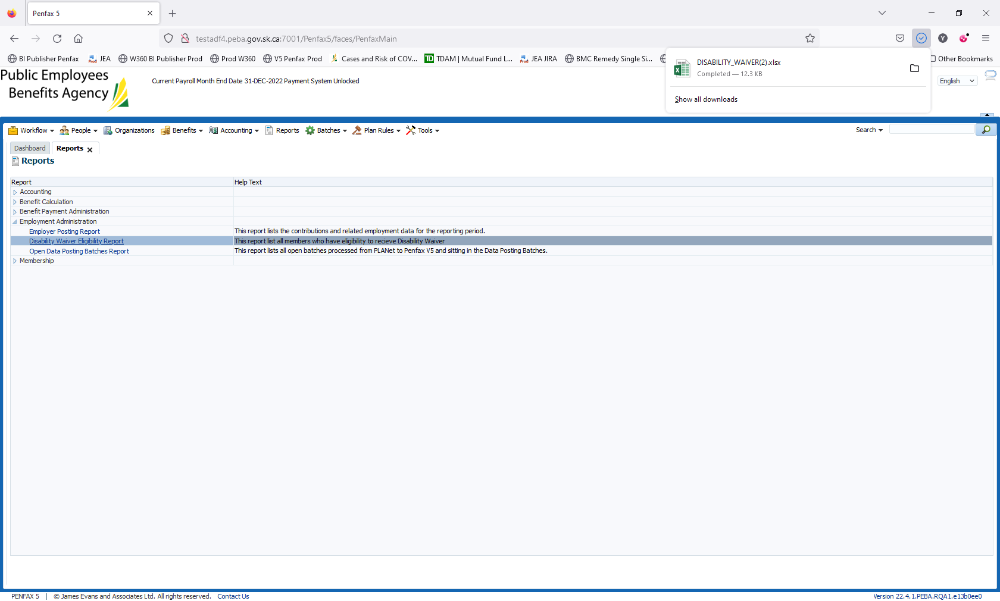 Penfax 5
testadf4.peba.gov.sk.ca:7001/Penfax5/faces/PenfaxMain
BI Publisher Penfax JEA W360 BI Publisher Prod Prod W360 V5 Penfax Prod Cases and Risk of COV... TDAM | Mutual Fund L... JEA JIRA BMC Remedy Single Si... Other Bookmarks
DISABILITY_WAIVER(2).xlsx
Completed — 12.3 KB
Show all downloads
Public Employees
Benefits Agency
Current Payroll Month End Date 31-DEC-2022 Payment System Unlocked
English
Workflow People Organizations Benefits Accounting Reports Batches Plan Rules Tools Search
Dashboard Reports
Reports
Report Help Text
Accounting
Benefit Calculation
Benefit Payment Administration
Employment Administration
Employer Posting Report This report lists the contributions and related employment data for the reporting period.
Disability Waiver Eligibility Report This report list all members who have eligibility to recieve Disability Waiver
Open Data Posting Batches Report This report lists all open batches processed from PLANet to Penfax V5 and sitting in the Data Posting Batches.
Membership
PENFAX 5 | © James Evans and Associates Ltd. All rights reserved. Contact Us Version 22.4.1.PEBA.RQA1.e13b0ee0